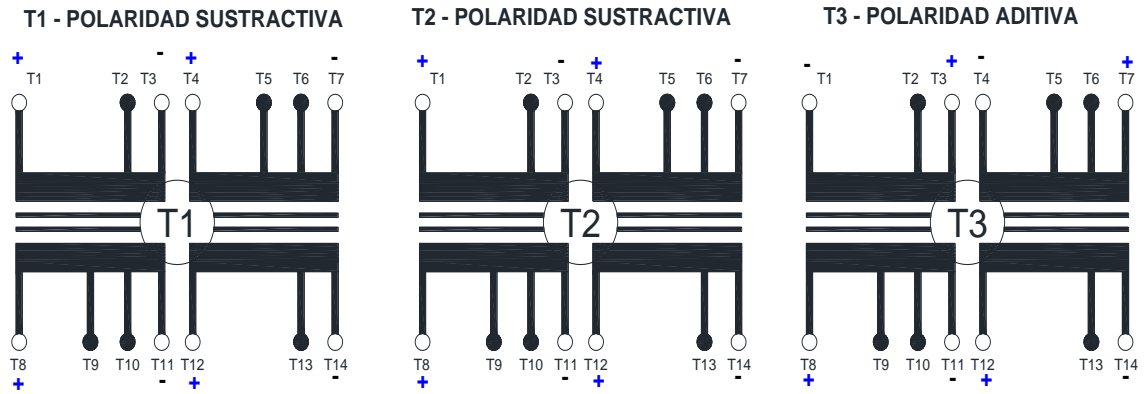 T1 - POLARIDAD SUSTRACTIVA
T2 - POLARIDAD SUSTRACTIVA
T3 - POLARIDAD ADITIVA
+ - + -
+ - + -
- + - +
T1 T2 T3 T4 T5 T6 T7
T1 T2 T3 T4 T5 T6 T7
T1 T2 T3 T4 T5 T6 T7
T1
T2
T3
T8 T9 T10 T11 T12 T13 T14
T8 T9 T10 T11 T12 T13 T14
T8 T9 T10 T11 T12 T13 T14
+ - + -
+ - + -
+ - + -